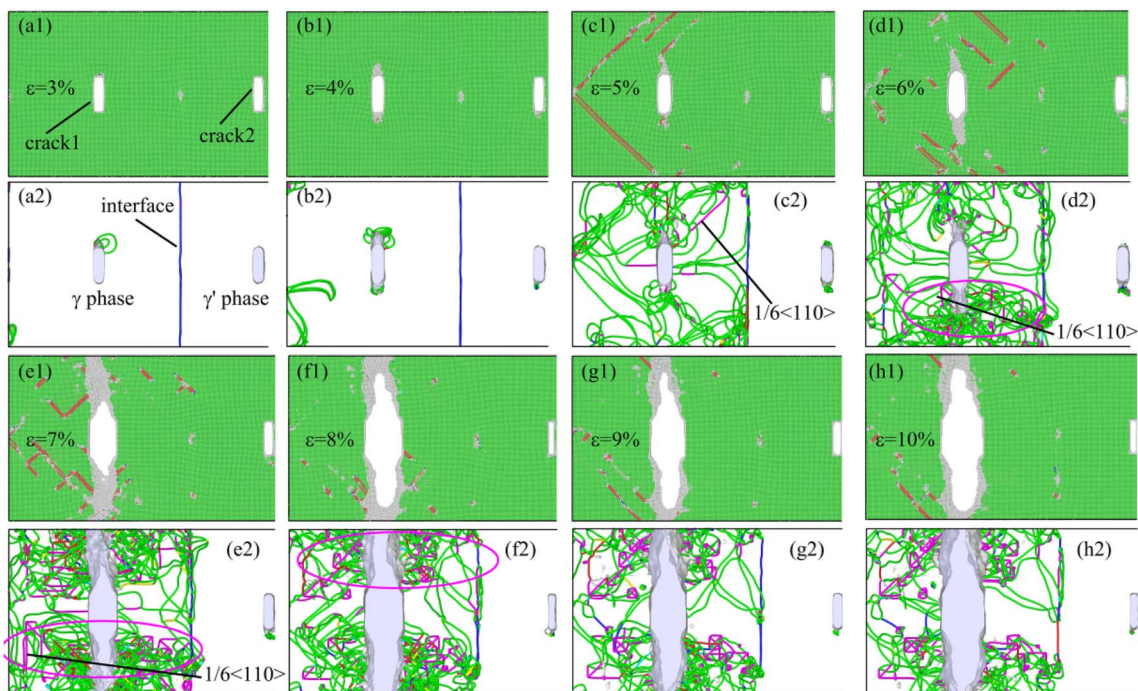 (a1)
ε=3%
crack1
crack2
(b1)
ε=4%
(c1)
ε=5%
(d1)
ε=6%
(a2)
interface
γ phase
γ' phase
(b2)
(c2)
1/6<110>
(d2)
1/6<110>
(e1)
ε=7%
(f1)
ε=8%
(g1)
ε=9%
(h1)
ε=10%
(e2)
1/6<110>
(f2)
(g2)
(h2)